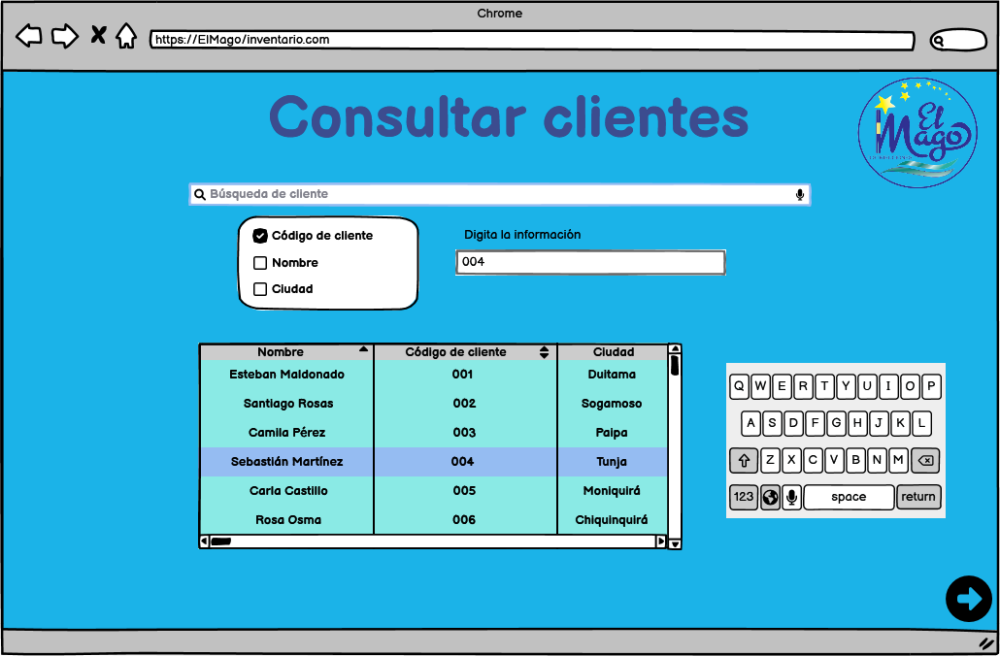 Chrome
https://ElMago/inventario.com
Consultar clientes
El
Mago
Búsqueda de cliente
Código de cliente
Nombre
Ciudad
Digita la información
004
Nombre Código de cliente Ciudad
Esteban Maldonado 001 Duitama
Santiago Rosas 002 Sogamoso
Camila Pérez 003 Paipa
Sebastián Martínez 004 Tunja
Carla Castillo 005 Moniquirá
Rosa Osma 006 Chiquinquirá
Q W E R T Y U I O P
A S D F G H J K L
Z X C V B N M
123 space return